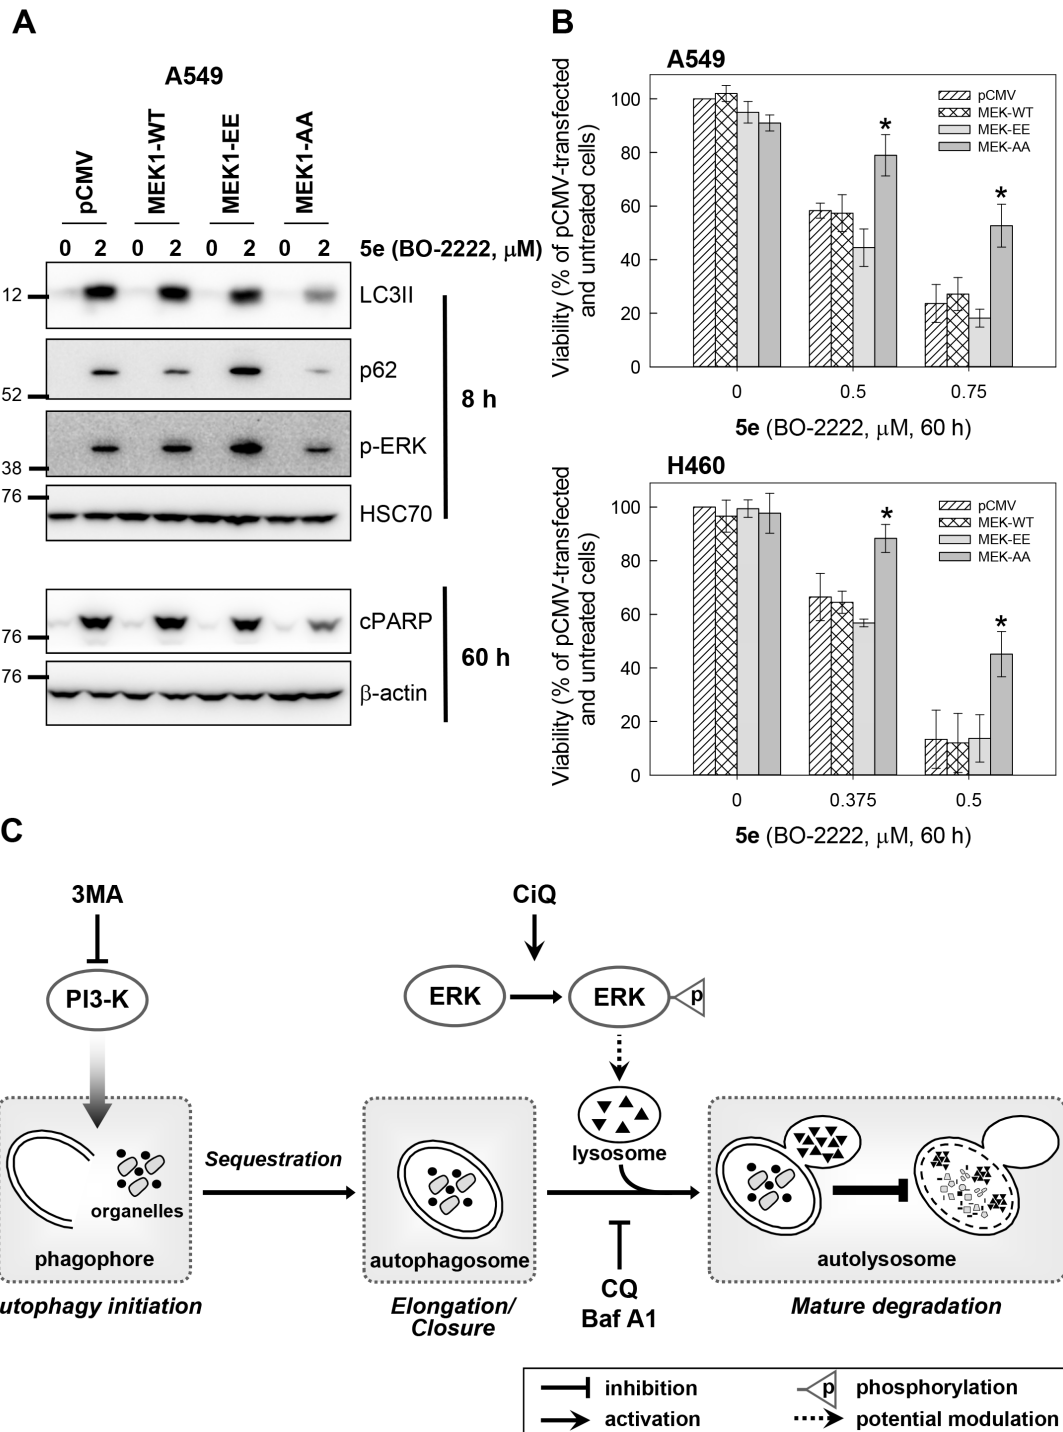 A
A549
pCMV
MEK1-WT
MEK1-EE
MEK1-AA
0 2 0 2 0 2 0 2 5e (BO-2222, μM)
12 LC3II
p62
52
p-ERK
38
76
HSC70
8 h
cPARP
76
76
β-actin
60 h
B
A549
Viability (% of pCMV-transfected
and untreated cells)
100
80
60
40
20
0
pCMV
MEK-WT
MEK-EE
MEK-AA
*
*
0 0.5 0.75
5e (BO-2222, μM, 60 h)
H460
Viability (% of pCMV-transfected
and untreated cells)
100
80
60
40
20
0
pCMV
MEK-WT
MEK-EE
MEK-AA
*
*
0 0.375 0.5
5e (BO-2222, μM, 60 h)
C
3MA
PI3-K
CiQ
ERK
ERK
p
lysosome
Sequestration
organelles
phagophore
autophagosome
autolysosome
utophagy initiation
Elongation/
Closure
CQ
Baf A1
Mature degradation
inhibition
p phosphorylation
activation
potential modulation